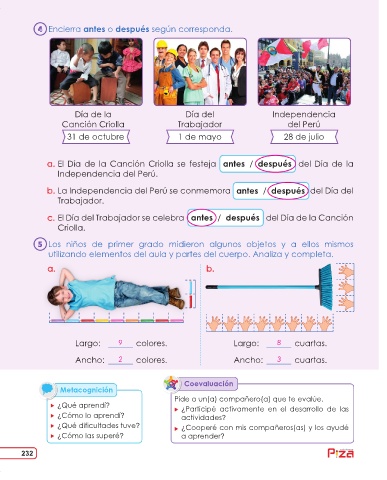 4 Encierra antes o después según corresponda.
Día de la Canción Criolla
31 de octubre
Día del Trabajador
1 de mayo
Independencia del Perú
28 de julio
a. El Día de la Canción Criolla se festeja antes / después del Día de la
Independencia del Perú.
b. La Independencia del Perú se conmemora antes / después del Día del
Trabajador.
c. El Día del Trabajador se celebra antes / después del Día de la Canción
Criolla.
5 Los niños de primer grado midieron algunos objetos y a ellos mismos
utilizando elementos del aula y partes del cuerpo. Analiza y completa.
a.
b.
Largo: 9 colores.
Ancho: 2 colores.
Largo: 8 cuartas.
Ancho: 3 cuartas.
Metacognición
¿Qué aprendí?
¿Cómo lo aprendí?
¿Qué dificultades tuve?
¿Cómo las superé?
Coevaluación
Pide a un(a) compañero(a) que te evalúe.
¿Participé activamente en el desarrollo de las
actividades?
¿Cooperé con mis compañeros(as) y los ayudé
a aprender?
232